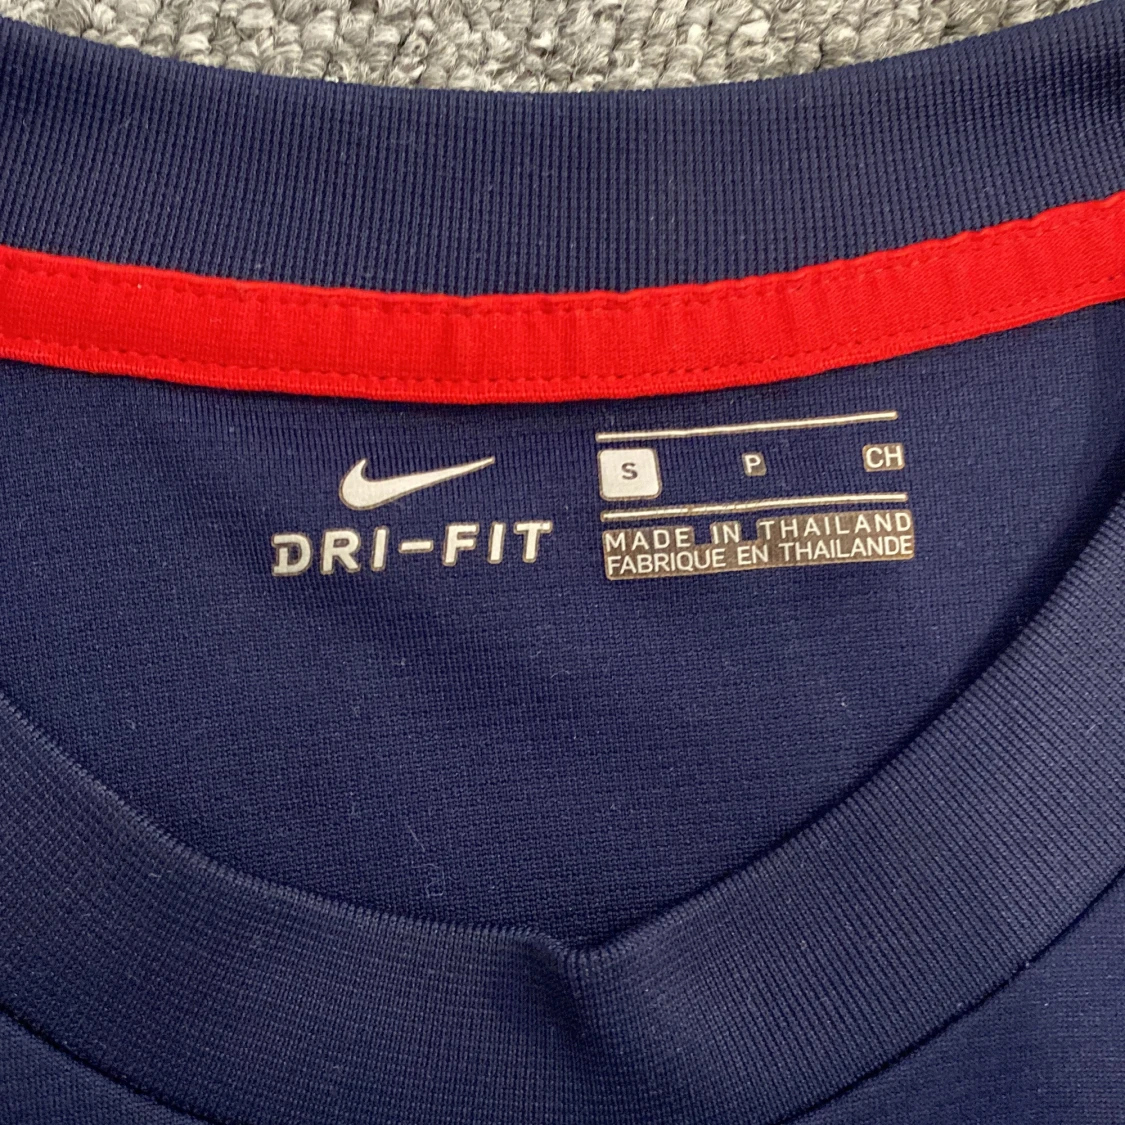 DRI-FIT
S P CH
MADE IN THAILAND
FABRIQUE EN THAILANDE